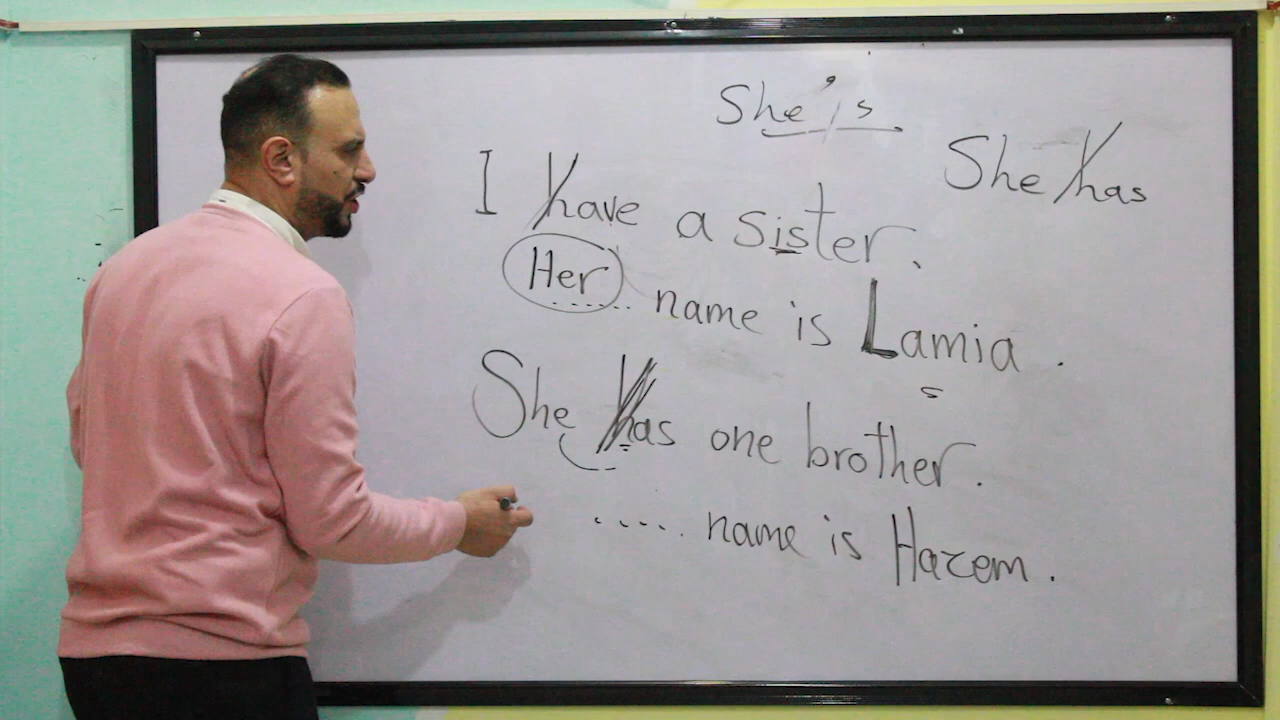 She's
She has
I have a sister.
Her ...... name is Lamia.
She has one brother.
..... name is Hazem.